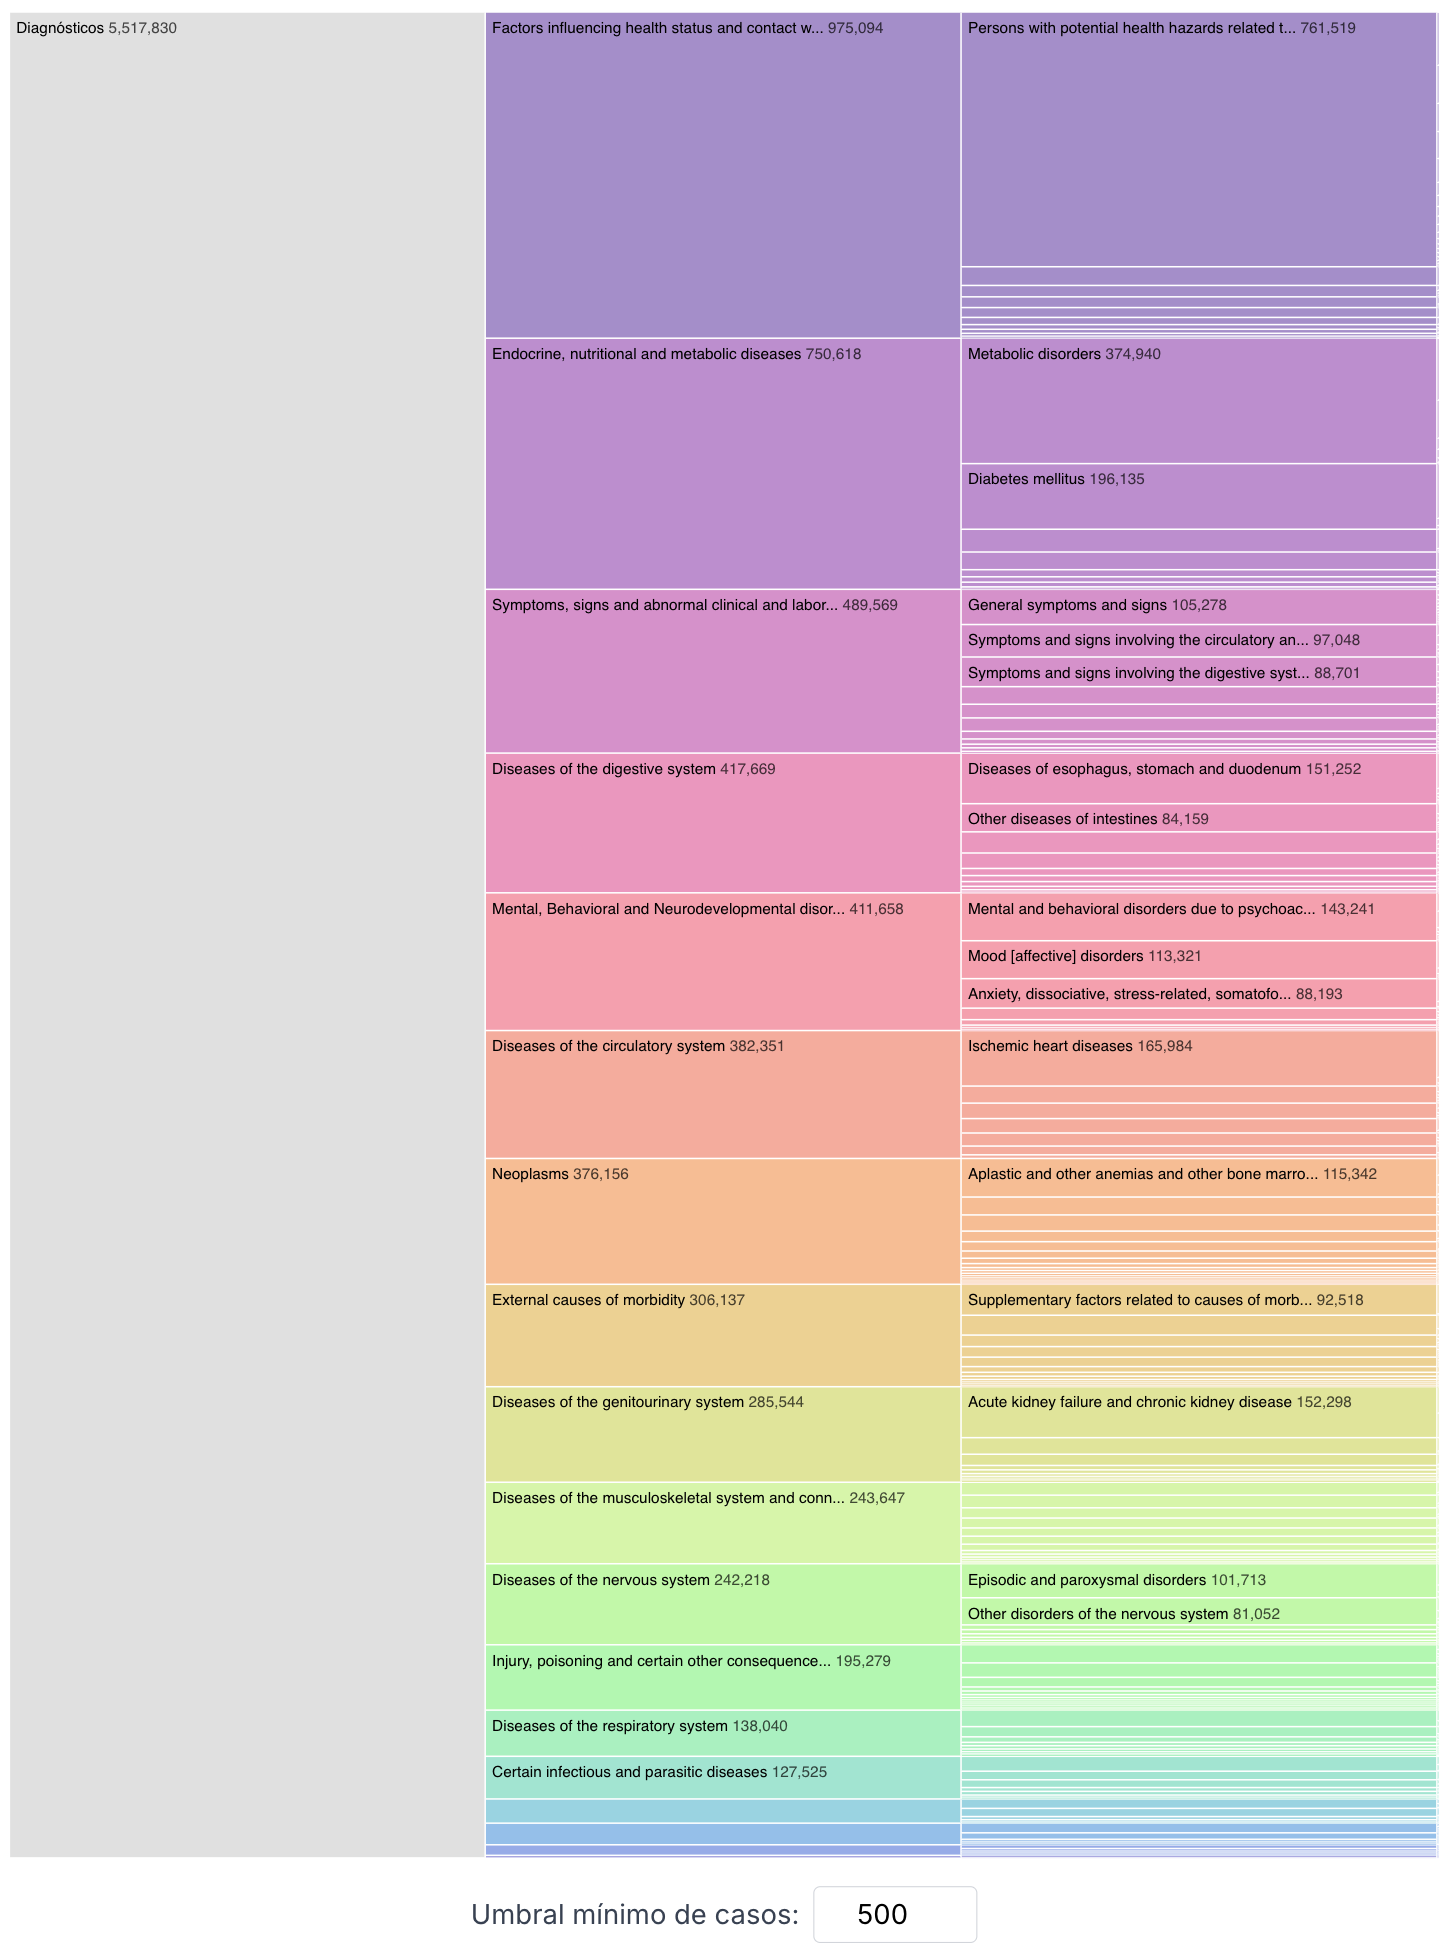 Diagnósticos 5,517,830
Factors influencing health status and contact w... 975,094
Persons with potential health hazards related t... 761,519
Endocrine, nutritional and metabolic diseases 750,618
Metabolic disorders 374,940
Diabetes mellitus 196,135
Symptoms, signs and abnormal clinical and labor... 489,569
General symptoms and signs 105,278
Symptoms and signs involving the circulatory an... 97,048
Symptoms and signs involving the digestive syst... 88,701
Diseases of the digestive system 417,669
Diseases of esophagus, stomach and duodenum 151,252
Other diseases of intestines 84,159
Mental, Behavioral and Neurodevelopmental disor... 411,658
Mental and behavioral disorders due to psychoac... 143,241
Mood [affective] disorders 113,321
Anxiety, dissociative, stress-related, somatofo... 88,193
Diseases of the circulatory system 382,351
Ischemic heart diseases 165,984
Neoplasms 376,156
Aplastic and other anemias and other bone marro... 115,342
External causes of morbidity 306,137
Supplementary factors related to causes of morb... 92,518
Diseases of the genitourinary system 285,544
Acute kidney failure and chronic kidney disease 152,298
Diseases of the musculoskeletal system and conn... 243,647
Diseases of the nervous system 242,218
Episodic and paroxysmal disorders 101,713
Other disorders of the nervous system 81,052
Injury, poisoning and certain other consequence... 195,279
Diseases of the respiratory system 138,040
Certain infectious and parasitic diseases 127,525
Umbral mínimo de casos: 500